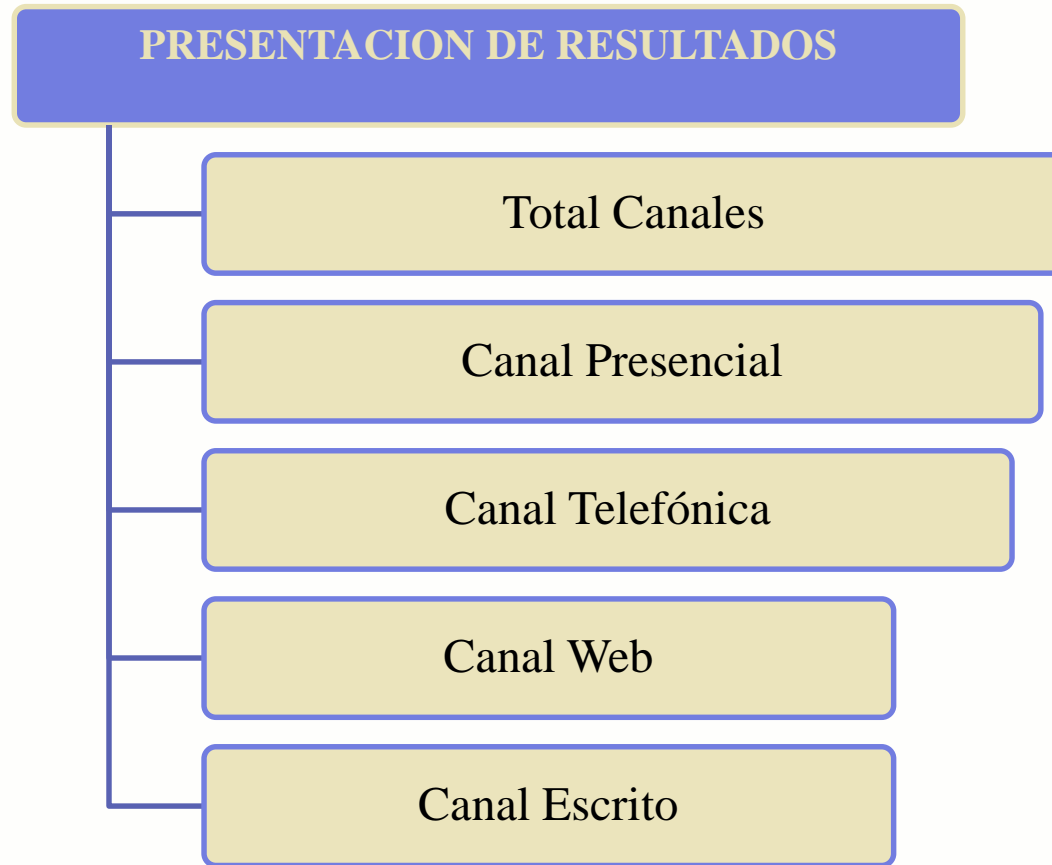 PRESENTACION DE RESULTADOS
Total Canales
Canal Presencial
Canal Telefónica
Canal Web
Canal Escrito